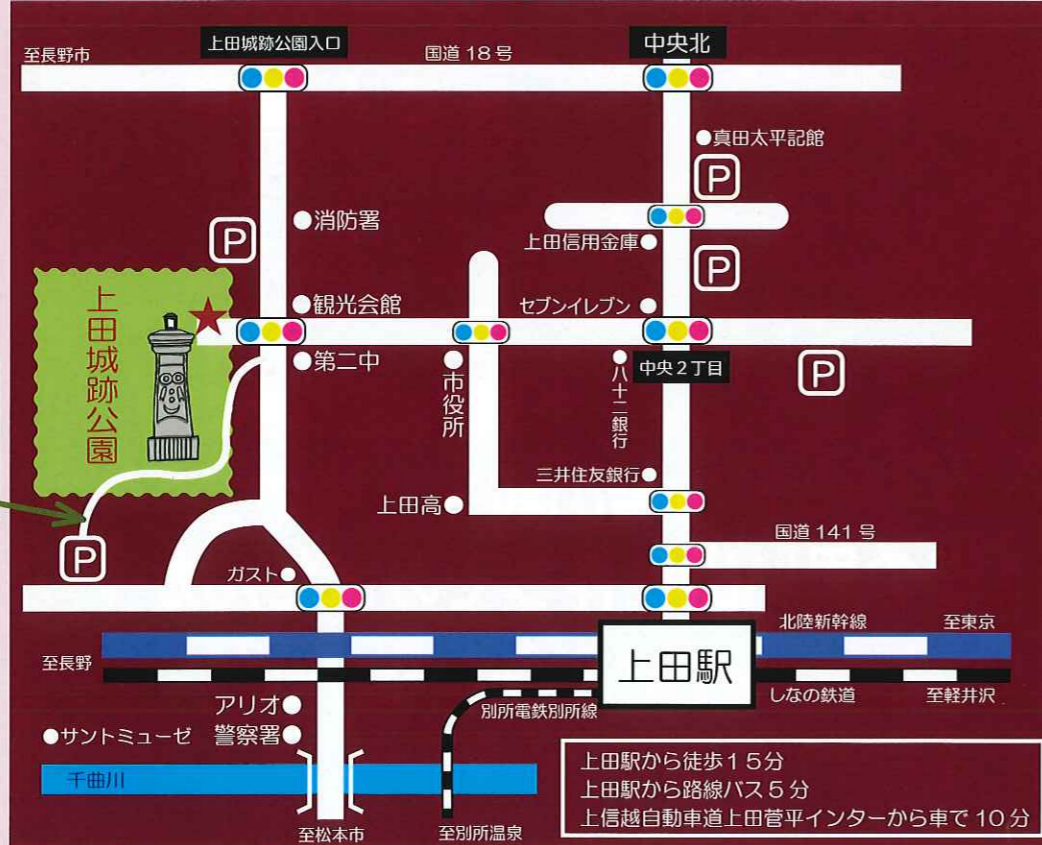 上田城跡公園入口
中央北
至長野市
国道18号
真田太平記館
P
消防署
P
上田信用金庫
P
上田城跡公園
観光会館
セブンイレブン
第二中
市役所
八十二銀行
中央2丁目
P
三井住友銀行
上田高
国道141号
P
ガスト
北陸新幹線
至東京
至長野
上田駅
しなの鉄道
至軽井沢
アリオ
別所電鉄別所線
サントミューゼ
警察署
千曲川
上田駅から徒歩15分
上田駅から路線バス5分
上信越自動車道上田菅平インターから車で10分
至松本市
至別所温泉